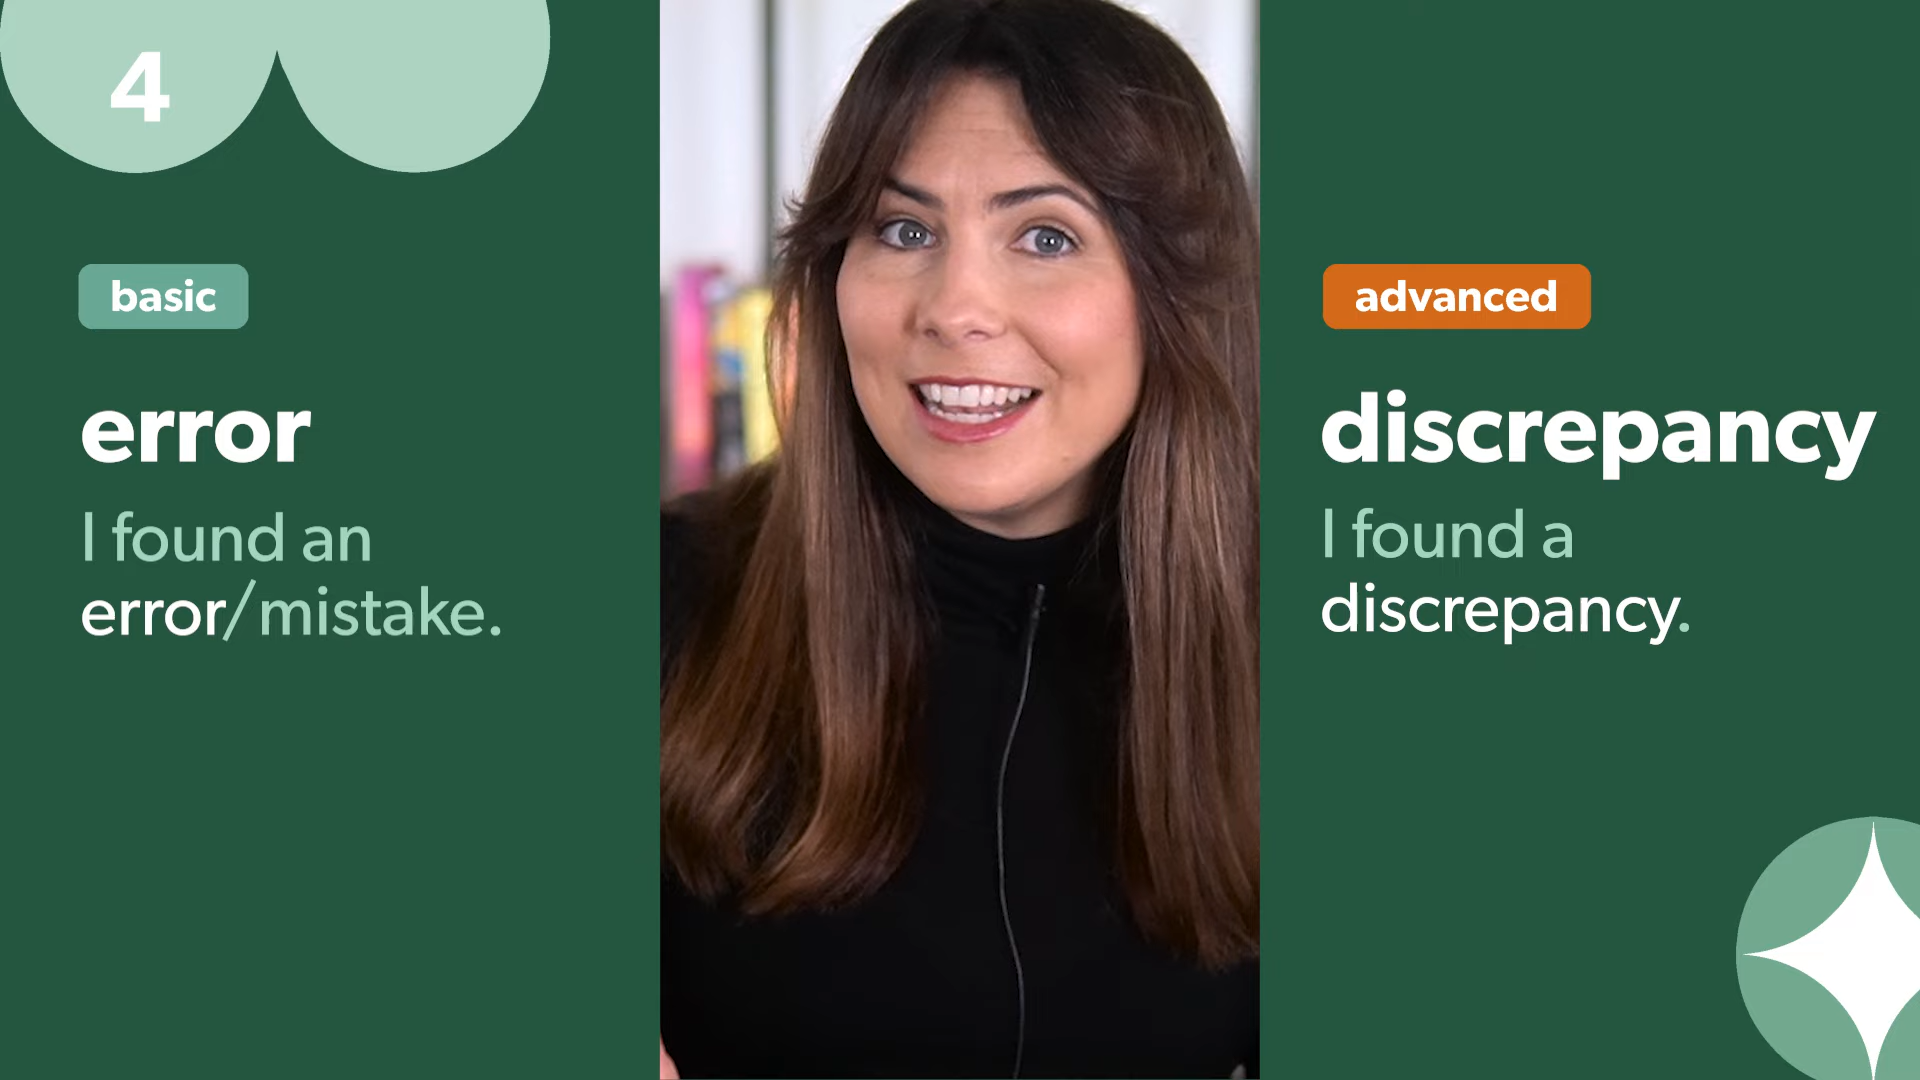 4
basic
error
I found an
error/mistake.
advanced
discrepancy
I found a
discrepancy.